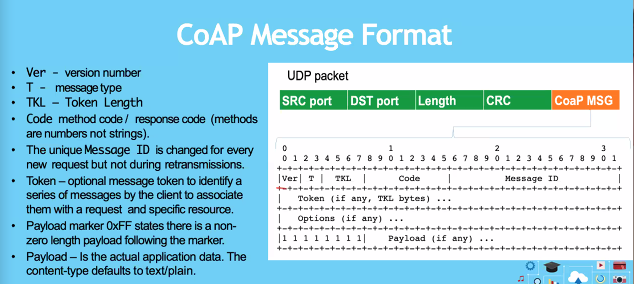 CoAP Message Format
• Ver - version number
• T - message type
• TKL – Token Length
• Code method code / response code (methods
are numbers not strings).
• The unique Message ID is changed for every
new request but not during retransmissions.
• Token – optional message token to identify a
series of messages by the client to associate
them with a request and specific resource.
• Payload marker 0xFF states there is a non-
zero length payload following the marker.
• Payload – Is the actual application data. The
content-type defaults to text/plain.
UDP packet
SRC port DST port Length CRC CoaP MSG
0 1 2 3
0 1 2 3 4 5 6 7 8 9 0 1 2 3 4 5 6 7 8 9 0 1 2 3 4 5 6 7 8 9 0 1
+-+-+-+-+-+-+-+-+-+-+-+-+-+-+-+-+-+-+-+-+-+-+-+-+-+-+-+-+-+-+-+-+
|Ver| T | TKL | Code | Message ID |
+-+-+-+-+-+-+-+-+-+-+-+-+-+-+-+-+-+-+-+-+-+-+-+-+-+-+-+-+-+-+-+-+
| Token (if any, TKL bytes) ...
+-+-+-+-+-+-+-+-+-+-+-+-+-+-+-+-+-+-+-+-+-+-+-+-+-+-+-+-+-+-+-+-+
| Options (if any) ...
+-+-+-+-+-+-+-+-+-+-+-+-+-+-+-+-+-+-+-+-+-+-+-+-+-+-+-+-+-+-+-+-+
|1 1 1 1 1 1 1 1| Payload (if any) ...
+-+-+-+-+-+-+-+-+-+-+-+-+-+-+-+-+-+-+-+-+-+-+-+-+-+-+-+-+-+-+-+-+